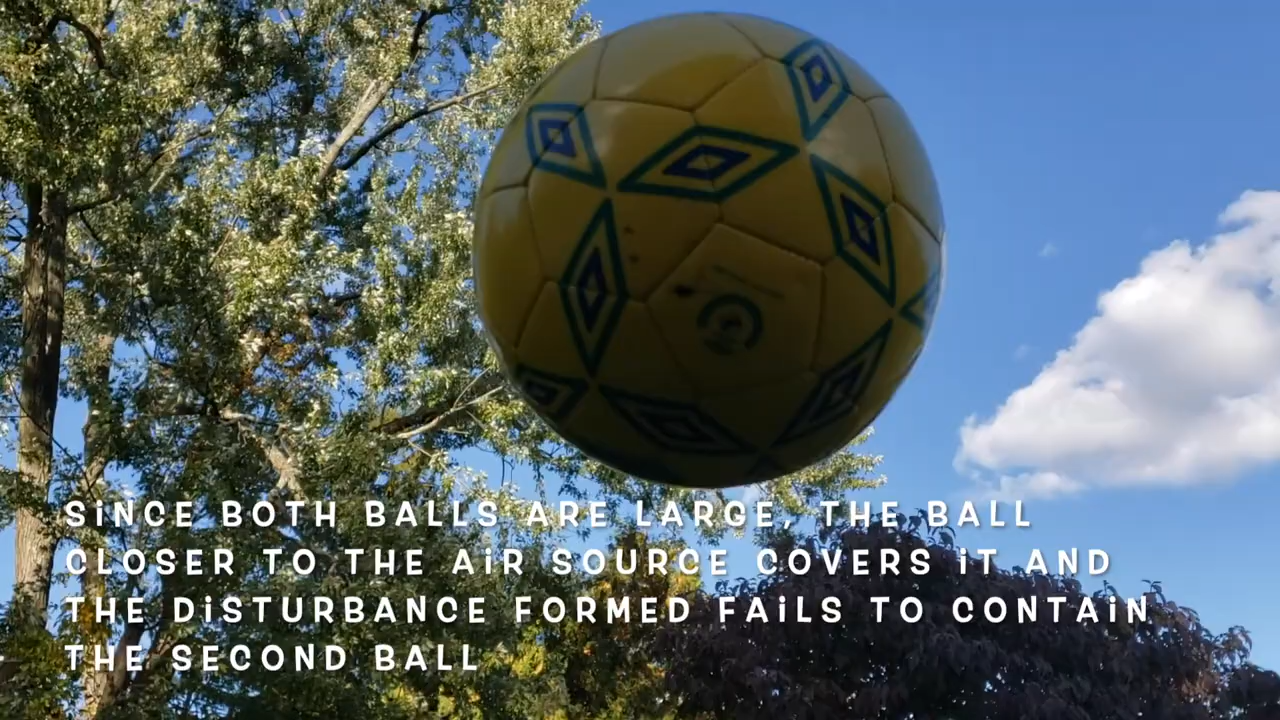 SiNCE BOTH BALLS ARE LARGE, THE BALL
CLOSER TO THE AiR SOURCE COVERS iT AND
THE DiSTURBANCE FORMED FAiLS TO CONTAiN
THE SECOND BALL